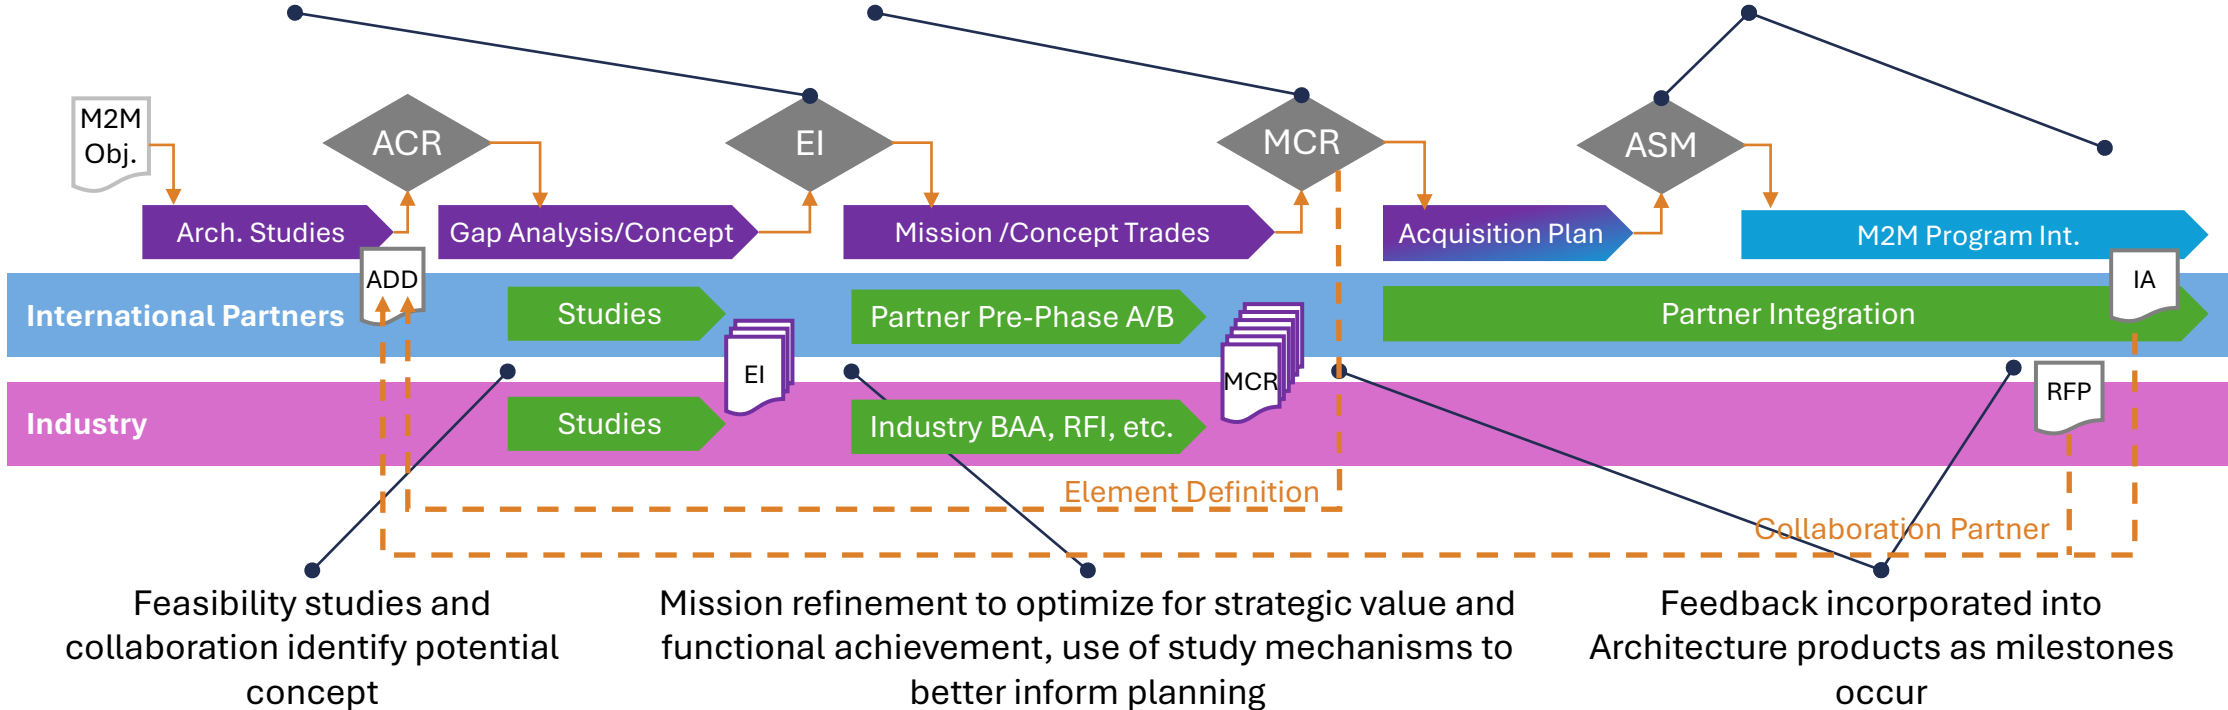 M2M
Obj.
ACR
EI
MCR
ASM
Arch. Studies
Gap Analysis/Concept
Mission /Concept Trades
Acquisition Plan
M2M Program Int.
ADD
IA
International Partners
Studies
Partner Pre-Phase A/B
Partner Integration
EI
MCR
RFP
Industry
Studies
Industry BAA, RFI, etc.
Element Definition
Collaboration Partner
Feasibility studies and
collaboration identify potential
concept
Mission refinement to optimize for strategic value and
functional achievement, use of study mechanisms to
better inform planning
Feedback incorporated into
Architecture products as milestones
occur